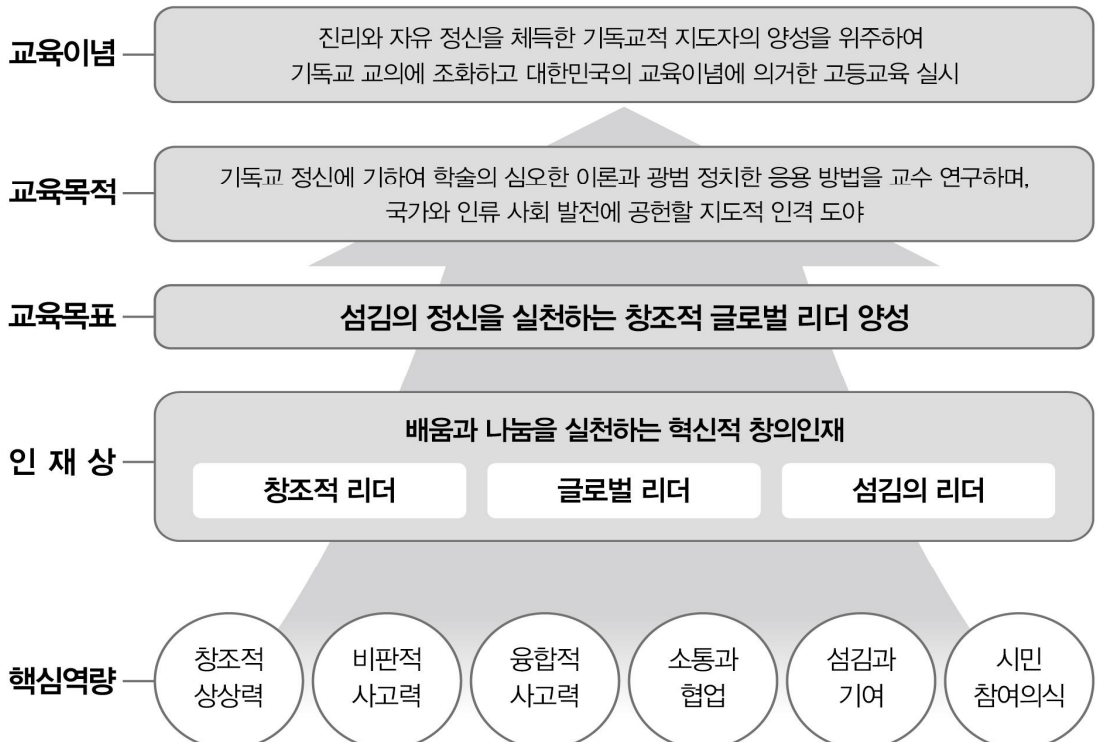 교육이념
진리와 자유 정신을 체득한 기독교적 지도자의 양성을 위주하여
기독교 교의에 조화하고 대한민국의 교육이념에 의거한 고등교육 실시
교육목적
기독교 정신에 기하여 학술의 심오한 이론과 광범 정치한 응용 방법을 교수 연구하며,
국가와 인류 사회 발전에 공헌할 지도적 인격 도야
교육목표
섬김의 정신을 실천하는 창조적 글로벌 리더 양성
인 재 상
배움과 나눔을 실천하는 혁신적 창의인재
창조적 리더
글로벌 리더
섬김의 리더
핵심역량
창조적
상상력
비판적
사고력
융합적
사고력
소통과
협업
섬김과
기여
시민
참여의식